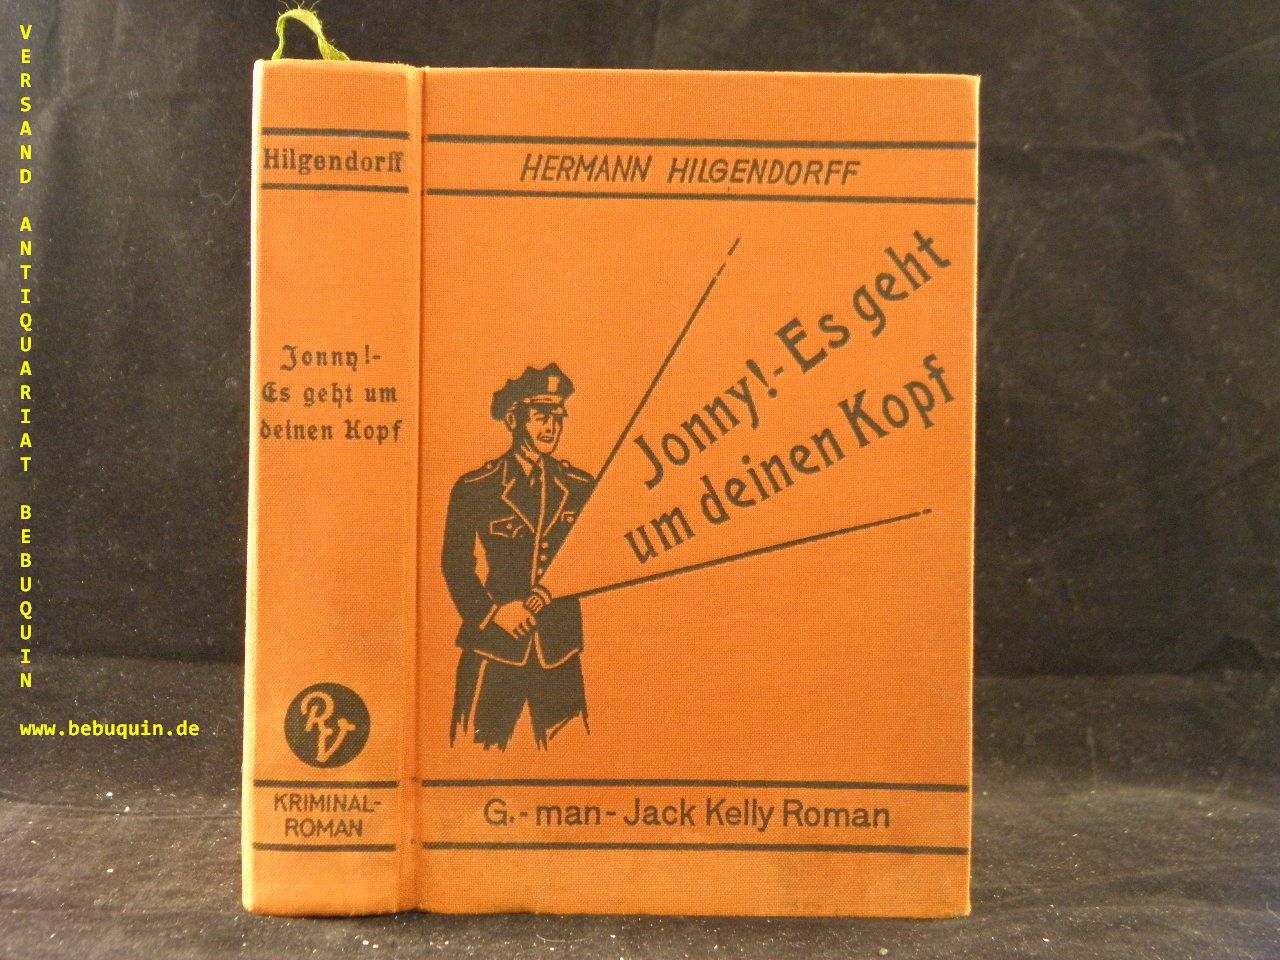 VERSAND ANTIQUARIAT BEBUQUIN
www.bebuquin.de
Hilgendorff
Jonny!-
Es geht um
deinen Kopf
RV
KRIMINAL-
ROMAN
HERMANN HILGENDORFF
Jonny!- Es geht
um deinen Kopf
G.-man-Jack Kelly Roman